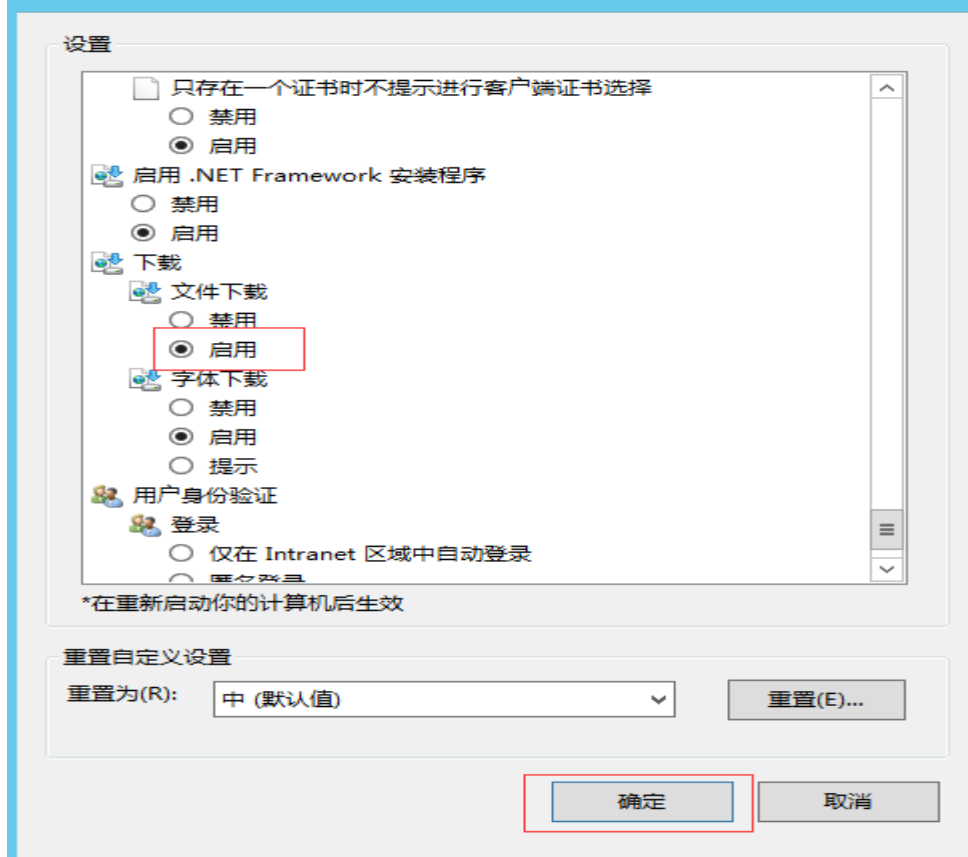 设置
只存在一个证书时不提示进行客户端证书选择
禁用
启用
启用 .NET Framework 安装程序
禁用
启用
下载
文件下载
禁用
启用
字体下载
禁用
启用
提示
用户身份验证
登录
仅在 Intranet 区域中自动登录
匿名登录
*在重新启动你的计算机后生效
重置自定义设置
重置为(R):
中 (默认值)
重置(E)...
确定
取消